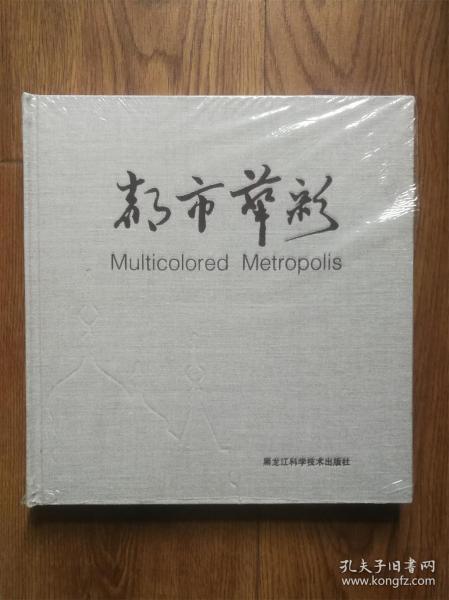 都市华彩
Multicolored Metropolis
黑龙江科学技术出版社
孔夫子旧书网
www.kongfz.com